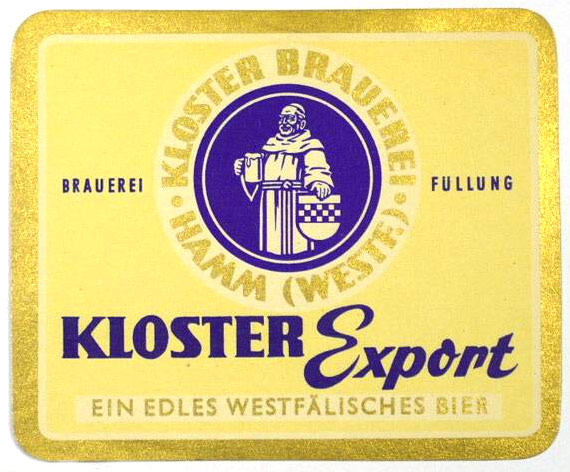 KLOSTER BRAUEREI
HAMM (WESTF.)
BRAUEREI
FÜLLUNG
KLOSTER Export
EIN EDLES WESTFÄLISCHES BIER